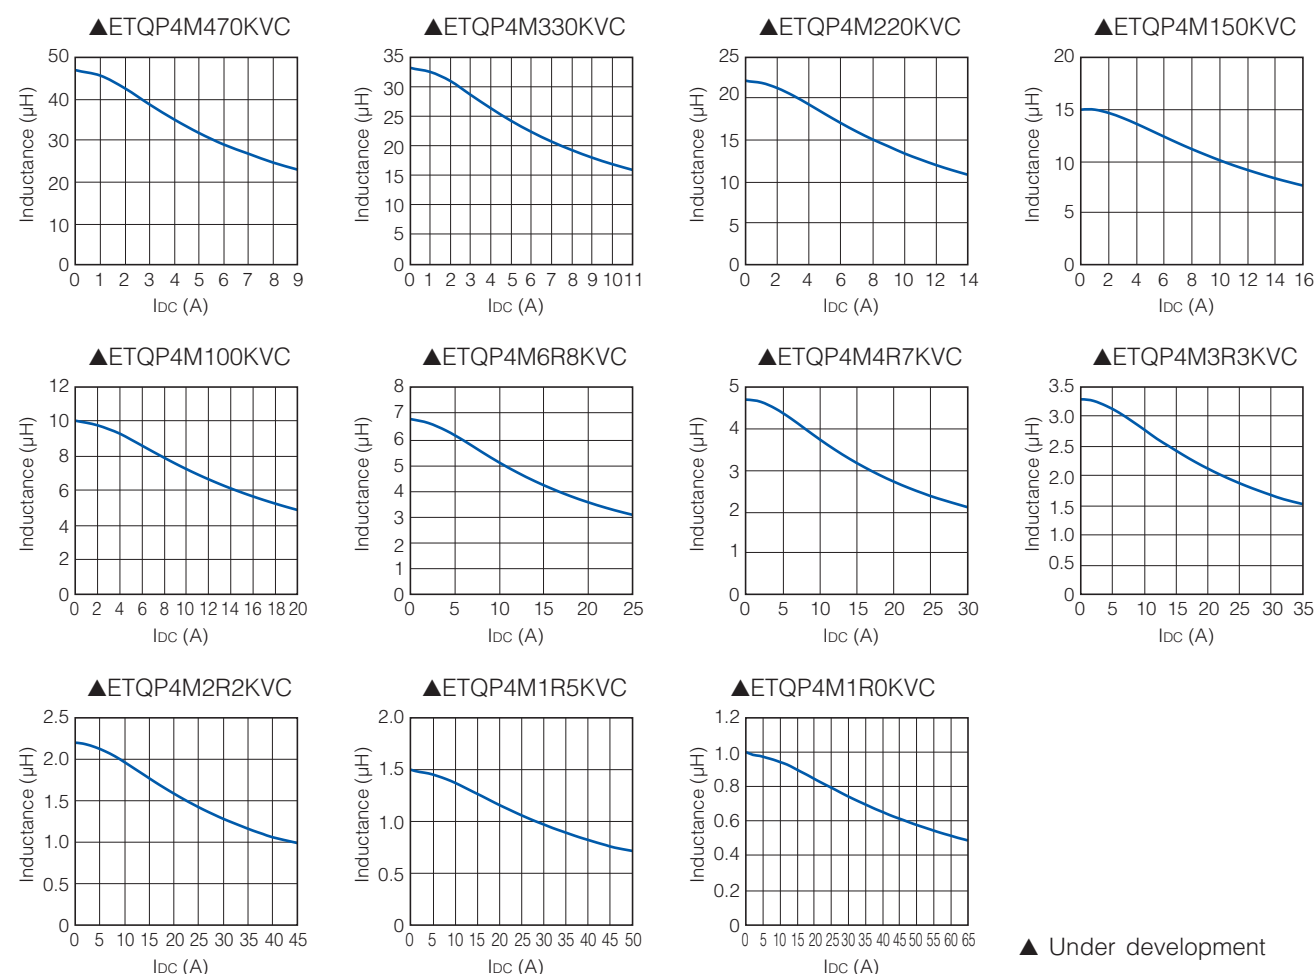 ▲ETQP4M470KVC
50
40
30
20
10
0
Inductance (μH)
0 1 2 3 4 5 6 7 8 9
IDC (A)
▲ETQP4M330KVC
35
30
25
20
15
10
5
0
Inductance (μH)
0 1 2 3 4 5 6 7 8 9 10 11
IDC (A)
▲ETQP4M220KVC
25
20
15
10
5
0
Inductance (μH)
0 2 4 6 8 10 12 14
IDC (A)
▲ETQP4M150KVC
20
15
10
5
0
Inductance (μH)
0 2 4 6 8 10 12 14 16
IDC (A)
▲ETQP4M100KVC
12
10
8
6
4
2
0
Inductance (μH)
0 2 4 6 8 10 12 14 16 18 20
IDC (A)
▲ETQP4M6R8KVC
8
7
6
5
4
3
2
1
0
Inductance (μH)
0 5 10 15 20 25
IDC (A)
▲ETQP4M4R7KVC
5
4
3
2
1
0
Inductance (μH)
0 5 10 15 20 25 30
IDC (A)
▲ETQP4M3R3KVC
3.5
3.0
2.5
2.0
1.5
1.0
0.5
0
Inductance (μH)
0 5 10 15 20 25 30 35
IDC (A)
▲ETQP4M2R2KVC
2.5
2.0
1.5
1.0
0.5
0
Inductance (μH)
0 5 10 15 20 25 30 35 40 45
IDC (A)
▲ETQP4M1R5KVC
2.0
1.5
1.0
0.5
0
Inductance (μH)
0 5 10 15 20 25 30 35 40 45 50
IDC (A)
▲ETQP4M1R0KVC
1.2
1.0
0.8
0.6
0.4
0.2
0
Inductance (μH)
0 5 10 15 20 25 30 35 40 45 50 55 60 65
IDC (A)
▲ Under development